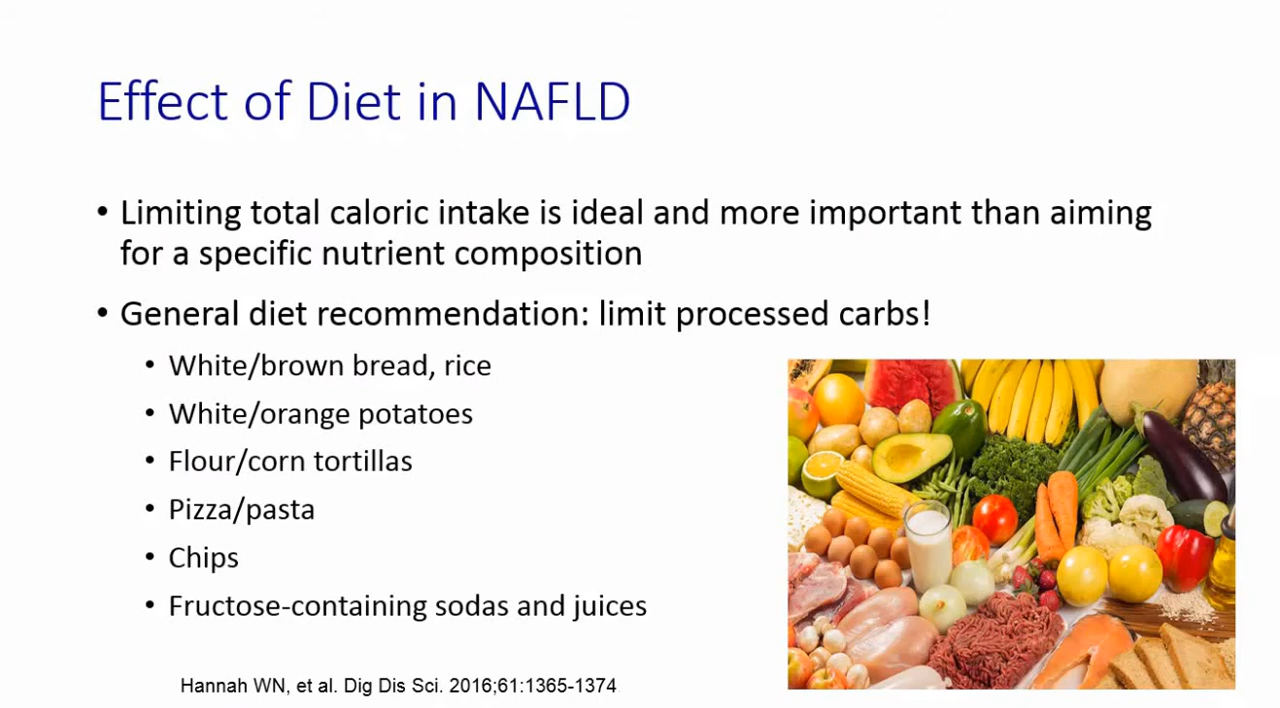 Effect of Diet in NAFLD
• Limiting total caloric intake is ideal and more important than aiming
for a specific nutrient composition
• General diet recommendation: limit processed carbs!
• White/brown bread, rice
• White/orange potatoes
• Flour/corn tortillas
• Pizza/pasta
• Chips
• Fructose-containing sodas and juices
Hannah WN, et al. Dig Dis Sci. 2016;61:1365-1374